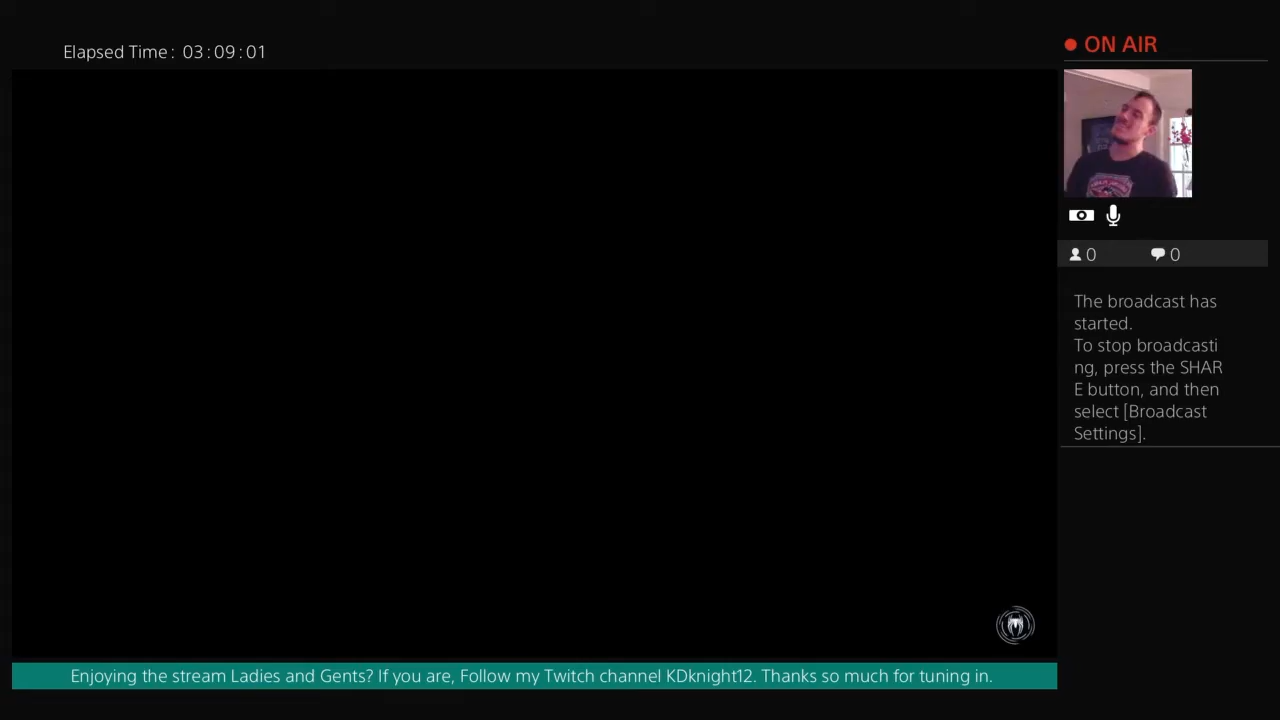 Elapsed Time: 03:09:01
ON AIR
0 0
The broadcast has
started.
To stop broadcasti
ng, press the SHAR
E button, and then
select [Broadcast
Settings].
Enjoying the stream Ladies and Gents? If you are, Follow my Twitch channel KDknight12. Thanks so much for tuning in.